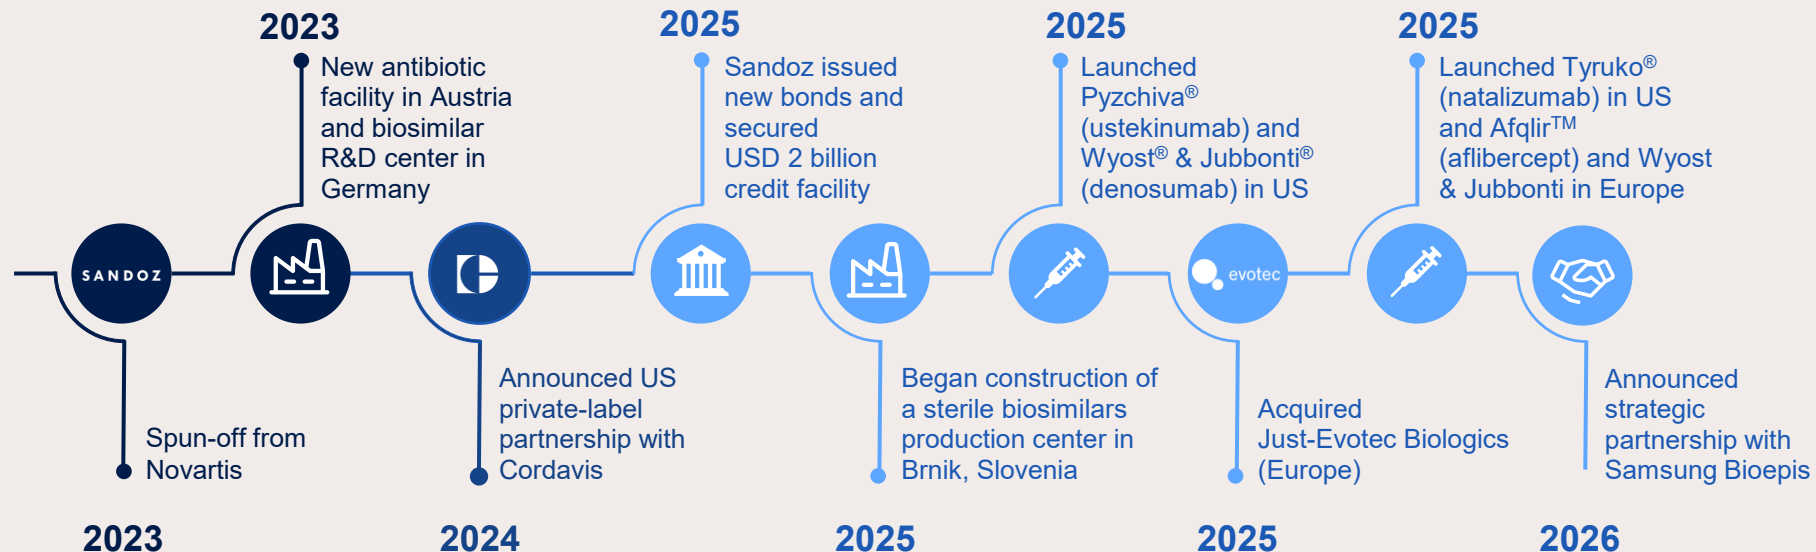 2023
New antibiotic
facility in Austria
and biosimilar
R&D center in
Germany
2025
Sandoz issued
new bonds and
secured
USD 2 billion
credit facility
2025
Launched
Pyzchiva®
(ustekinumab) and
Wyost® & Jubbonti®
(denosumab) in US
2025
Launched Tyruko®
(natalizumab) in US
and Afqlir™
(aflibercept) and Wyost
& Jubbonti in Europe
SANDOZ
evotec
Spun-off from
Novartis
2023
Announced US
private-label
partnership with
Cordavis
2024
Began construction of
a sterile biosimilars
production center in
Brnik, Slovenia
2025
Acquired
Just-Evotec Biologics
(Europe)
2025
Announced
strategic
partnership with
Samsung Bioepis
2026